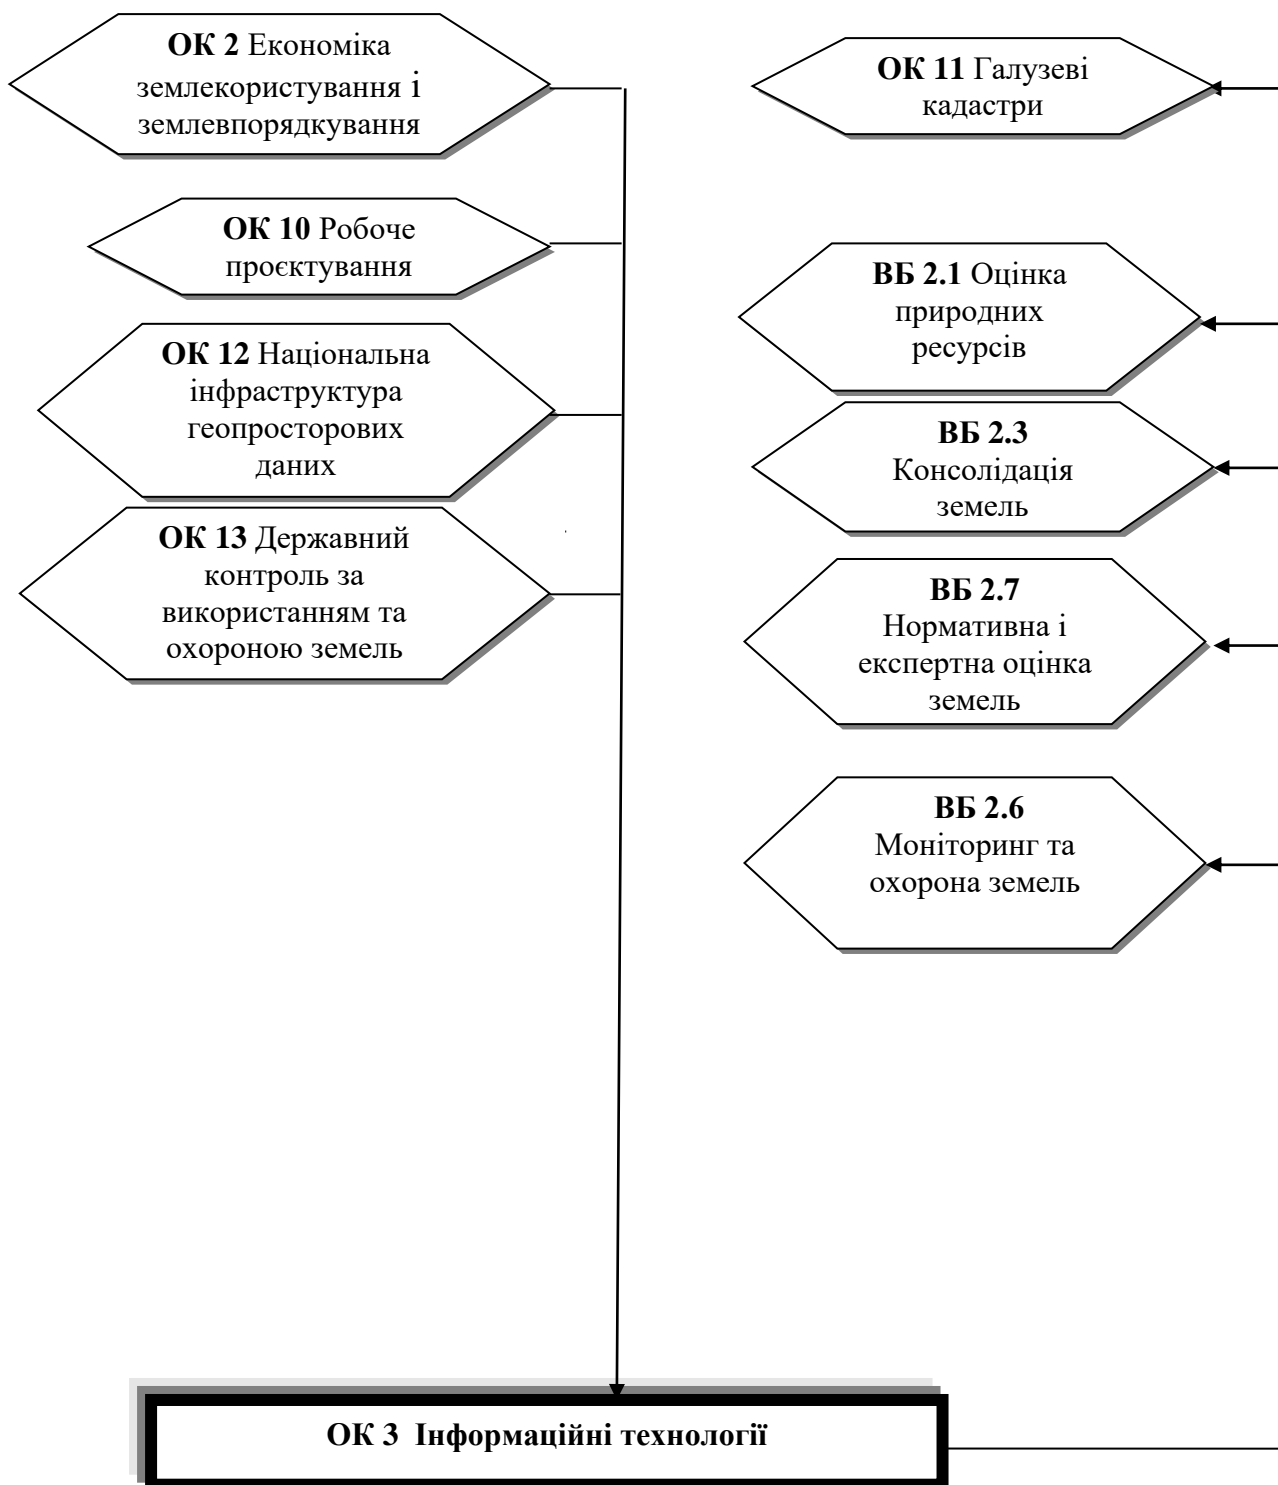 ОК 2 Економіка
землекористування і
землевпорядкування
ОК 10 Робоче
проєктування
ОК 12 Національна
інфраструктура
геопросторових
даних
ОК 13 Державний
контроль за
використанням та
охороною земель
ОК 11 Галузеві
кадастри
ВБ 2.1 Оцінка
природних
ресурсів
ВБ 2.3
Консолідація
земель
ВБ 2.7
Нормативна і
експертна оцінка
земель
ВБ 2.6
Моніторинг та
охорона земель
ОК 3 Інформаційні технології